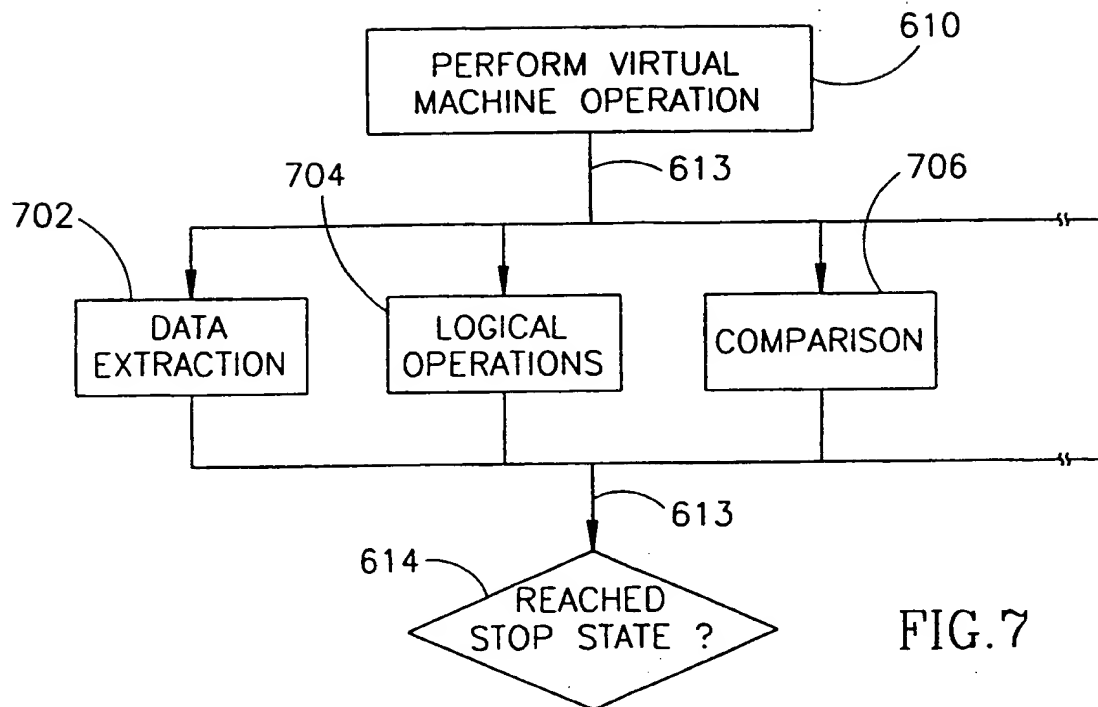 610
PERFORM VIRTUAL
MACHINE OPERATION
613
704
706
702
DATA
EXTRACTION
LOGICAL
OPERATIONS
COMPARISON
613
614
REACHED
STOP STATE ?
FIG.7